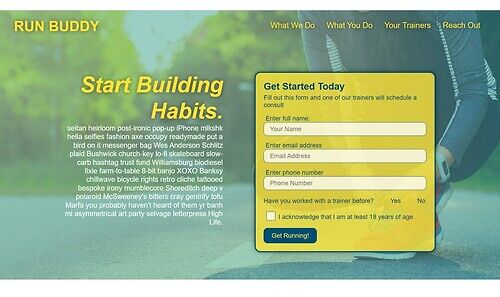 RUN BUDDY
What We Do
What You Do
Your Trainers
Reach Out
Start Building
Habits.
seitan heirloom post-ironic pop-up iPhone mlkshk
hella selfies fashion axe occupy readymade put a
bird on it messenger bag Wes Anderson Schlitz
plaid Bushwick church-key lo-fi skateboard slow-
carb hashtag trust fund Williamsburg biodiesel
fixie farm-to-table 8-bit banjo XOXO Banksy
chillwave bicycle rights retro cliche tattooed
bespoke irony mumblecore Shoreditch deep v
polaroid McSweeney's bitters cray gentrify tofu
Marfa you probably haven't heard of them yr banh
mi asymmetrical art party selvage letterpress High
Life.
Get Started Today
Fill out this form and one of our trainers will schedule a
consult
Enter full name:
Your Name
Enter email address
Email Address
Enter phone number
Phone Number
Have you worked with a trainer before? Yes No
I acknowledge that I am at least 18 years of age.
Get Running!